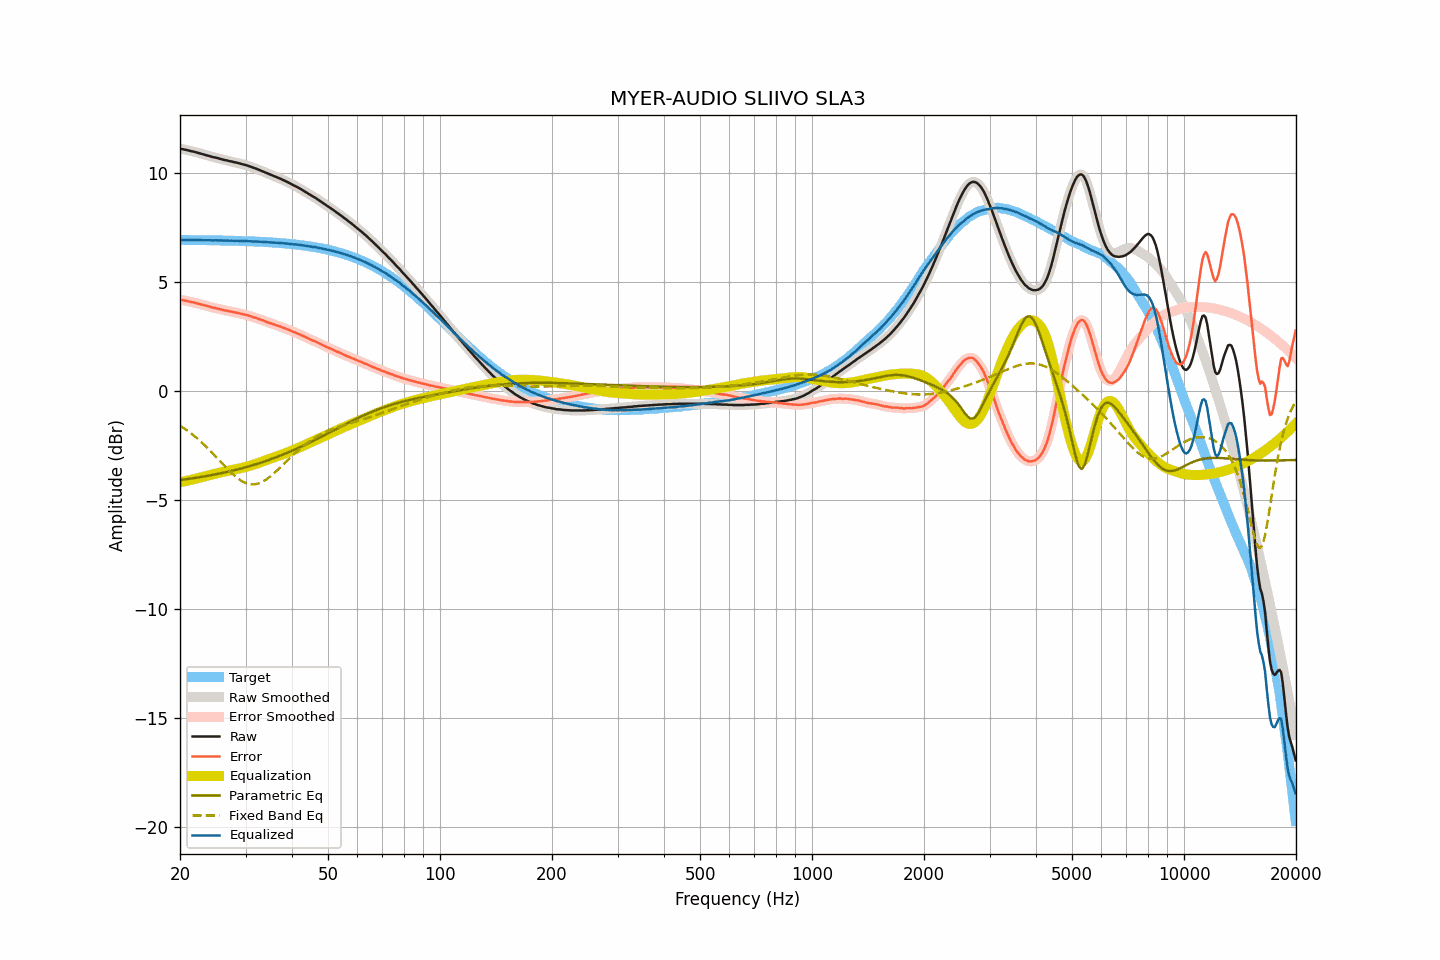 MYER-AUDIO SLIIVO SLA3
Amplitude (dBr)
10
5
0
−5
−10
−15
−20
Target
Raw Smoothed
Error Smoothed
Raw
Error
Equalization
Parametric Eq
Fixed Band Eq
Equalized
20 50 100 200 500 1000 2000 5000 10000 20000
Frequency (Hz)